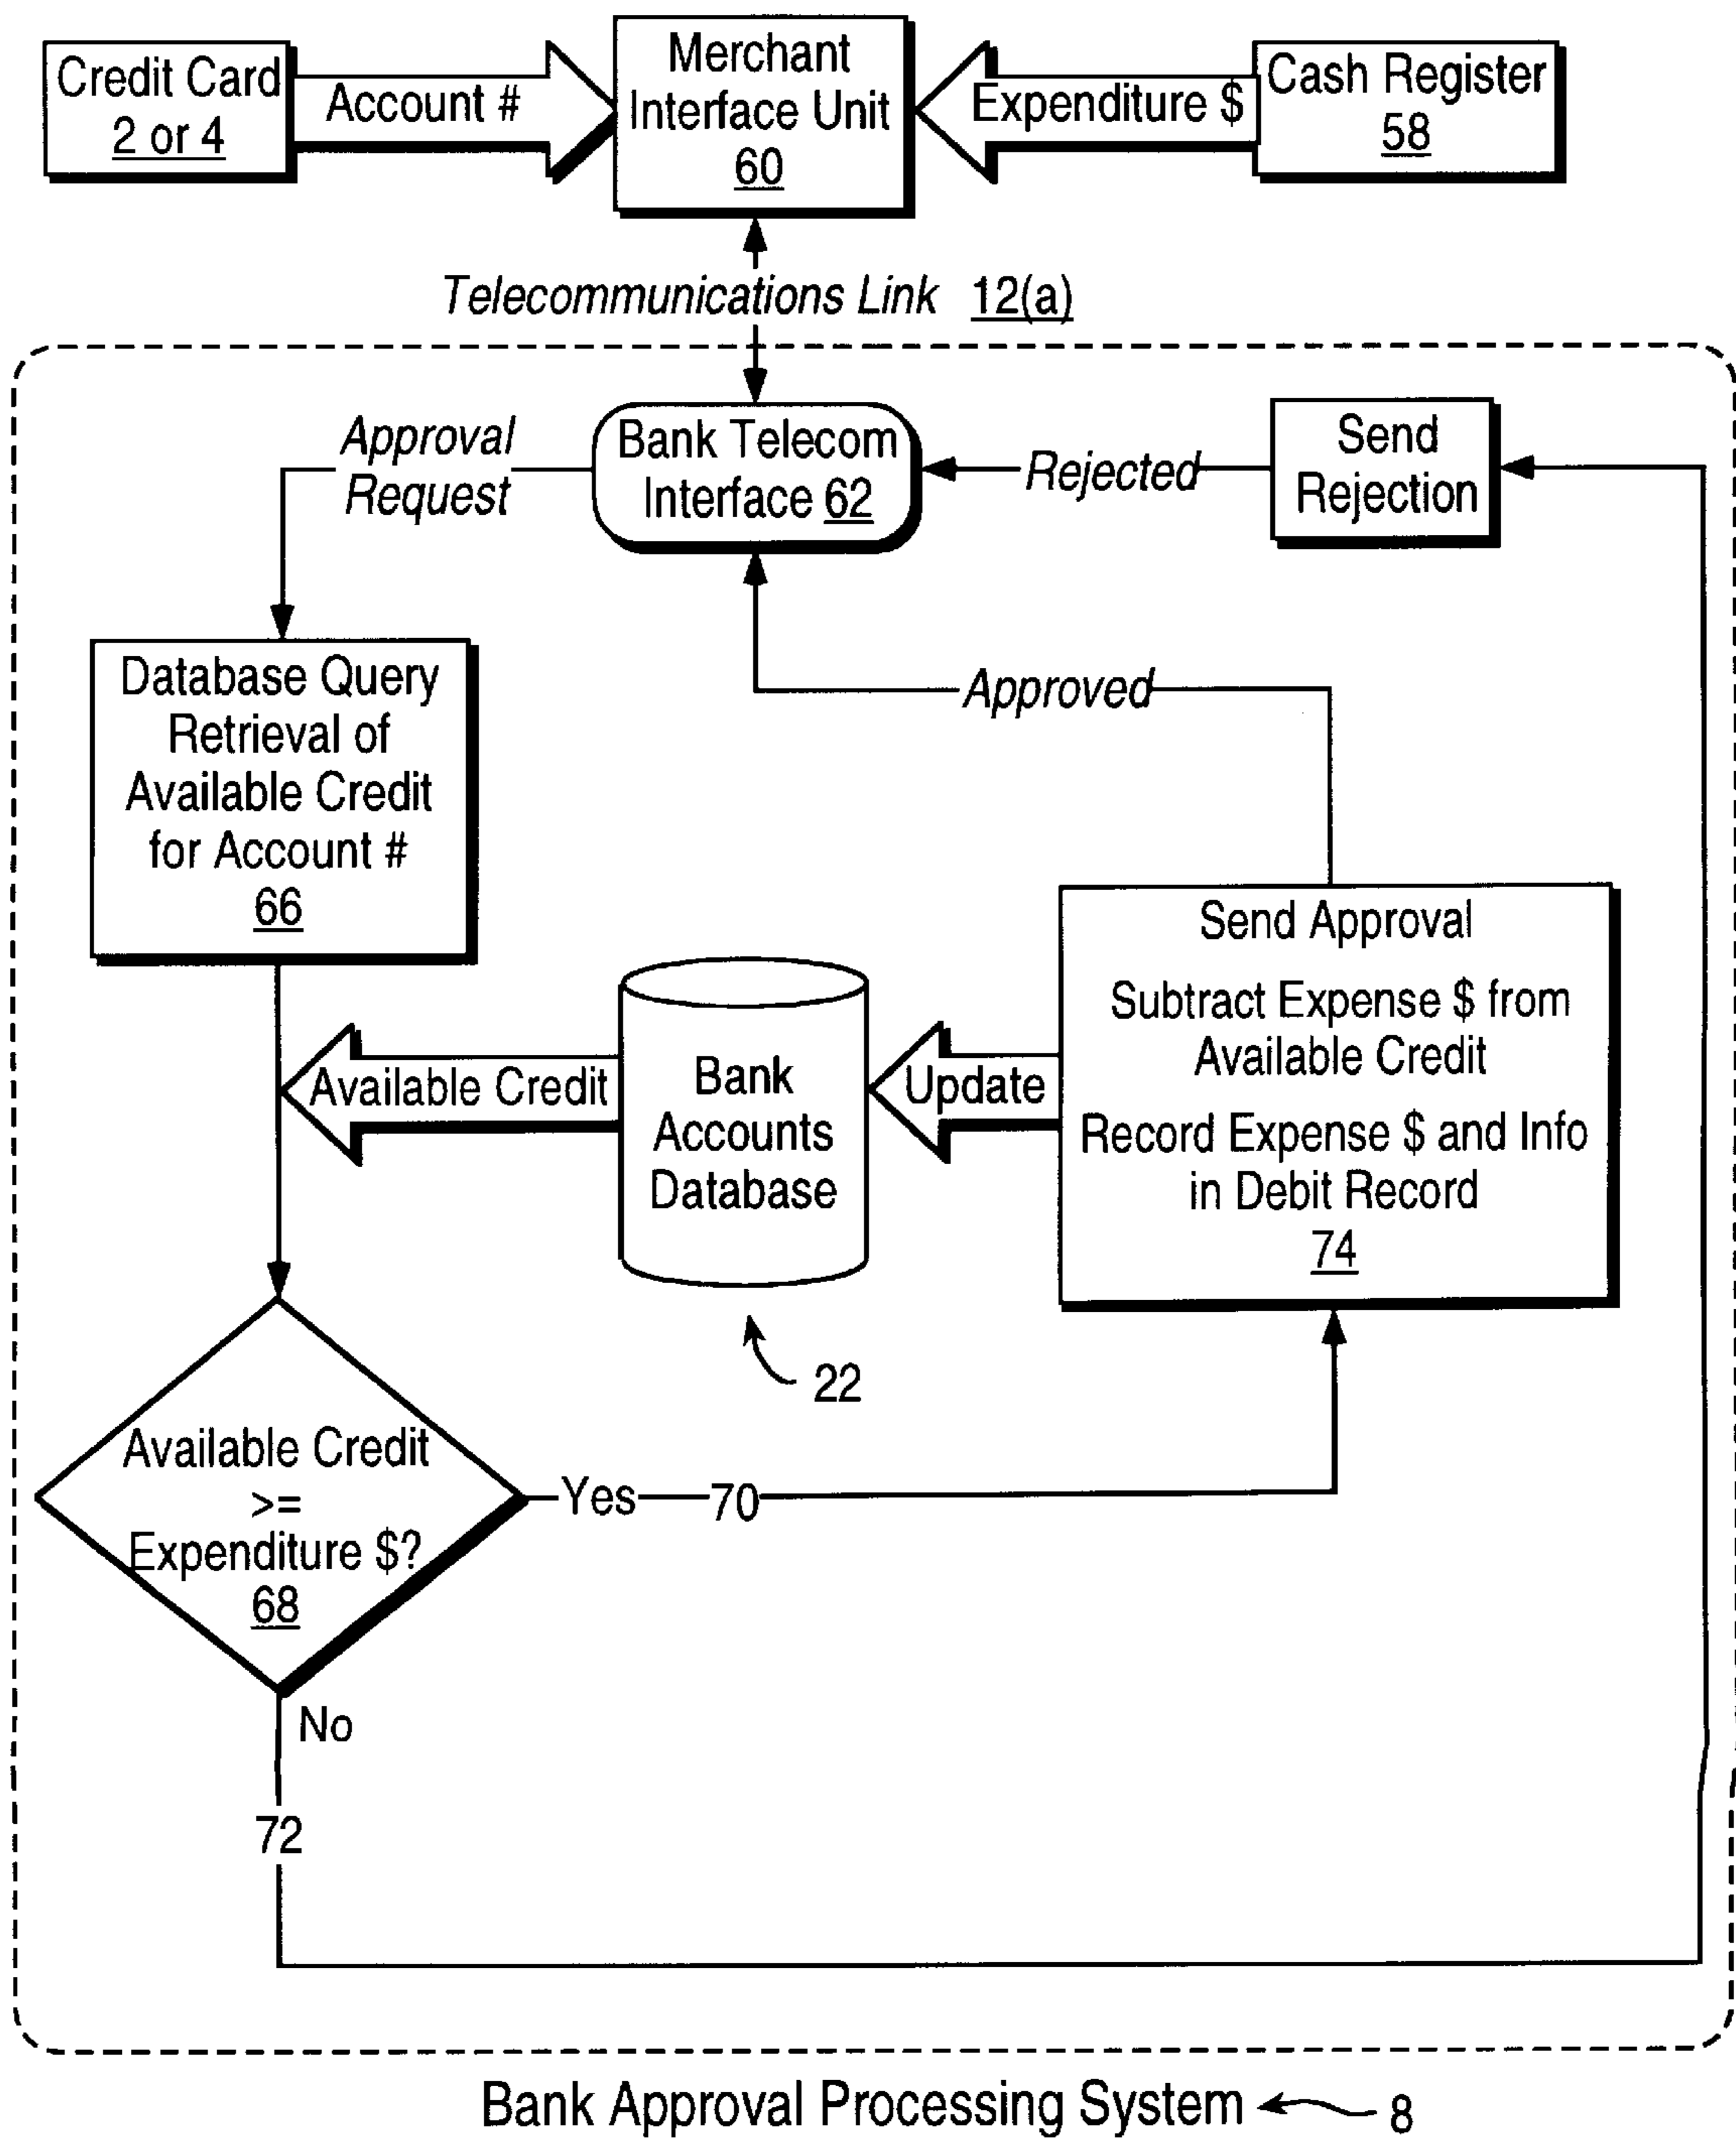 Credit Card
2 or 4
Account #
Merchant
Interface Unit
60
Expenditure $
Cash Register
58
Telecommunications Link 12(a)
Approval
Request
Bank Telecom
Interface 62
Rejected
Send
Rejection
Database Query
Retrieval of
Available Credit
for Account #
66
Approved
Send Approval
Subtract Expense $ from
Available Credit
Record Expense $ and Info
in Debit Record
74
Available Credit
Bank
Accounts
Database
Update
22
Available Credit
>=
Expenditure $?
68
Yes
70
No
72
Bank Approval Processing System
8